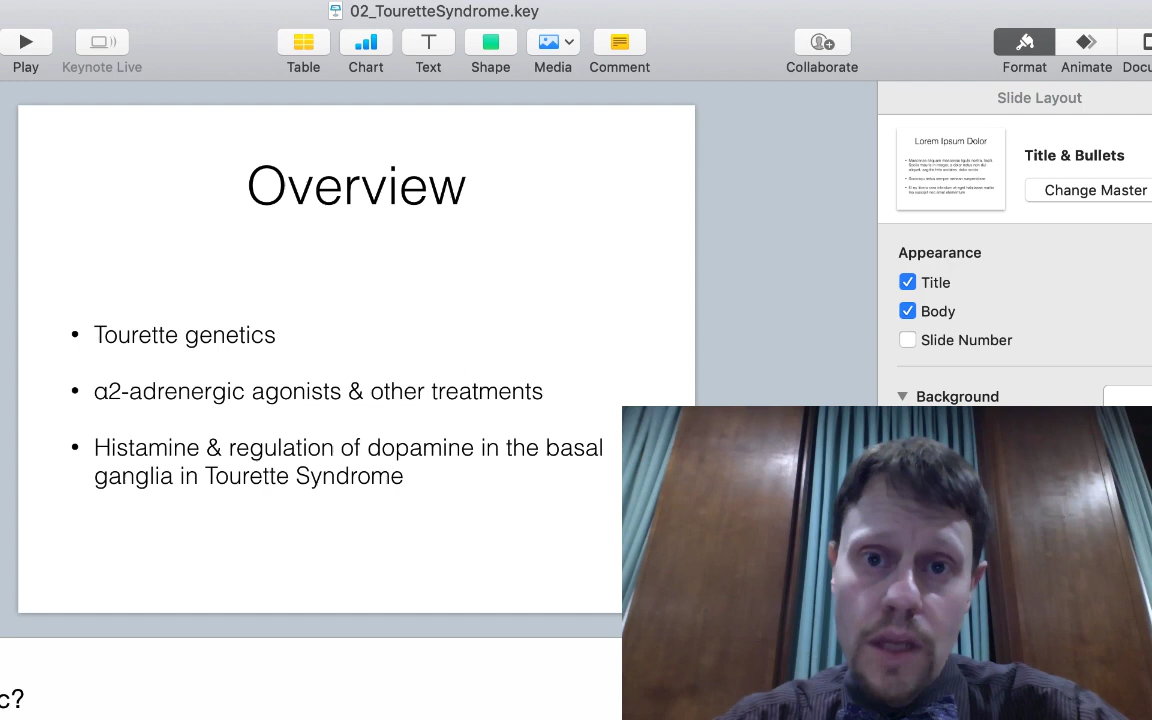 02_TouretteSyndrome.key
Play
Keynote Live
Table
Chart
Text
Shape
Media
Comment
Collaborate
Format
Animate
Docu
Slide Layout
Overview
• Tourette genetics
• α2-adrenergic agonists & other treatments
• Histamine & regulation of dopamine in the basal
ganglia in Tourette Syndrome
Lorem Ipsum Dolor
Title & Bullets
Change Master
Appearance
Title
Body
Slide Number
Background
c?